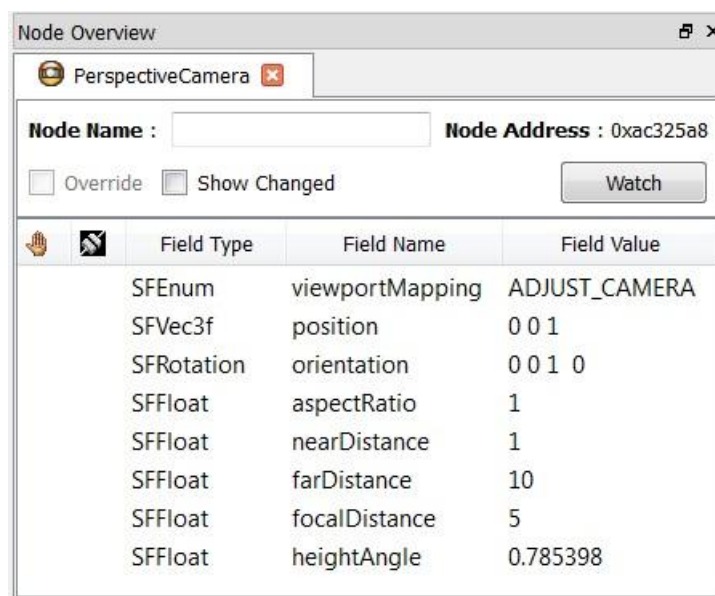 Node Overview
PerspectiveCamera
Node Name : Node Address : 0xac325a8
Override Show Changed Watch
Field Type Field Name Field Value
SFEnum viewportMapping ADJUST_CAMERA
SFVec3f position 0 0 1
SFRotation orientation 0 0 1 0
SFFloat aspectRatio 1
SFFloat nearDistance 1
SFFloat farDistance 10
SFFloat focalDistance 5
SFFloat heightAngle 0.785398